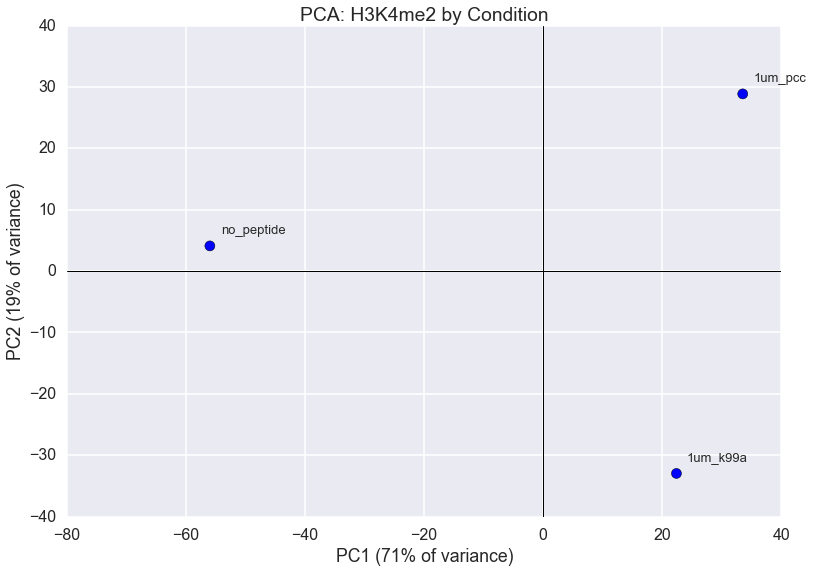 PCA: H3K4me2 by Condition
40
30
20
10
0
−10
−20
−30
−40
PC2 (19% of variance)
1um_pcc
no_peptide
1um_k99a
−80
−60
−40
−20
0
20
40
PC1 (71% of variance)